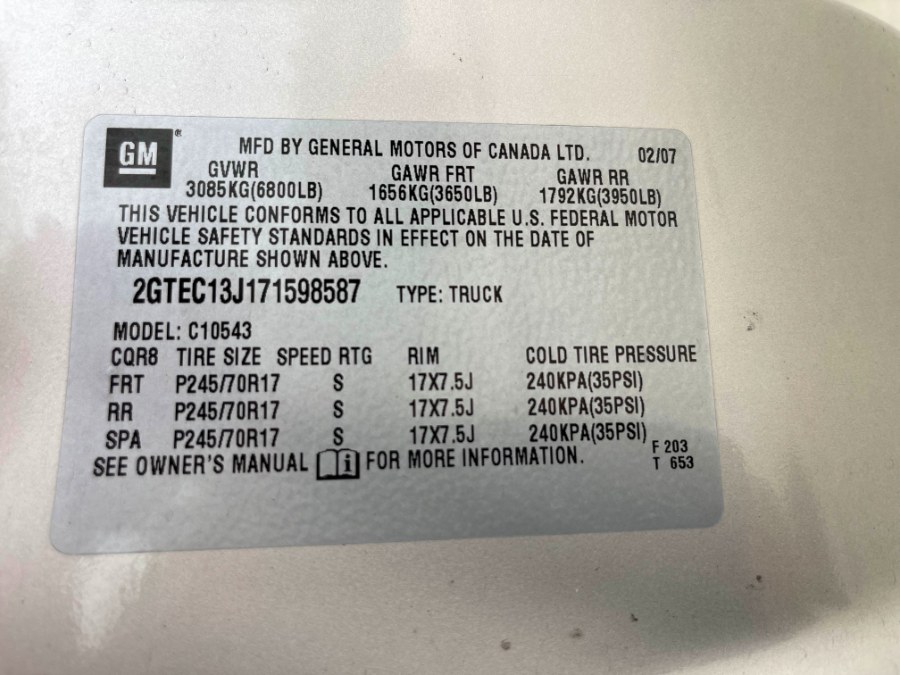 GM ® MFD BY GENERAL MOTORS OF CANADA LTD. 02/07
GVWR GAWR FRT GAWR RR
3085KG(6800LB) 1656KG(3650LB) 1792KG(3950LB)
THIS VEHICLE CONFORMS TO ALL APPLICABLE U.S. FEDERAL MOTOR
VEHICLE SAFETY STANDARDS IN EFFECT ON THE DATE OF
MANUFACTURE SHOWN ABOVE.
2GTEC13J171598587 TYPE: TRUCK
MODEL: C10543
CQR8 TIRE SIZE SPEED RTG RIM COLD TIRE PRESSURE
FRT P245/70R17 S 17X7.5J 240KPA(35PSI)
RR P245/70R17 S 17X7.5J 240KPA(35PSI)
SPA P245/70R17 S 17X7.5J 240KPA(35PSI)
SEE OWNER'S MANUAL i FOR MORE INFORMATION.
F 203
T 653